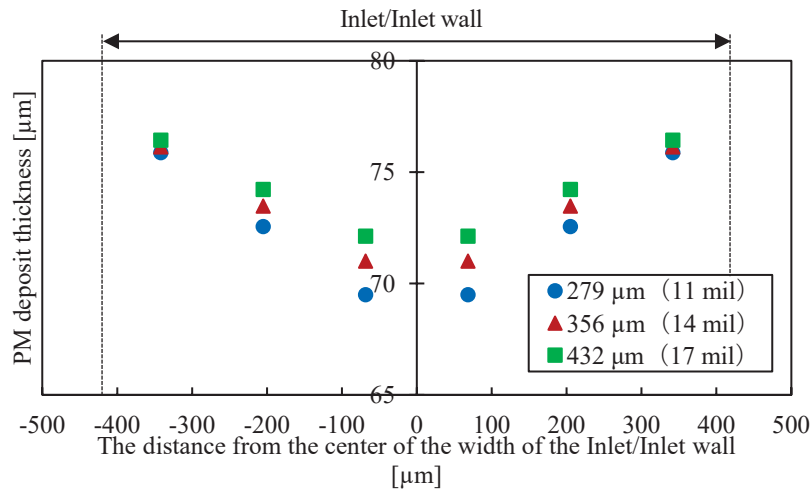 Inlet/Inlet wall
PM deposit thickness [µm]
80
75
70
65
-500 -400 -300 -200 -100 0 100 200 300 400 500
279 µm（11 mil）
356 µm（14 mil）
432 µm（17 mil）
The distance from the center of the width of the Inlet/Inlet wall
[µm]